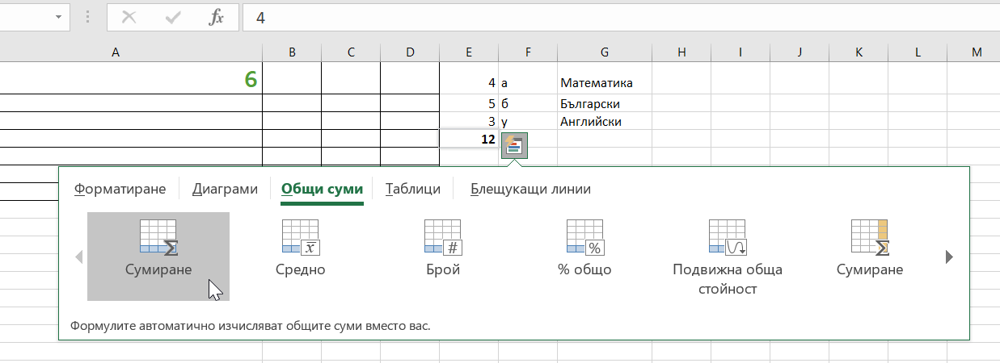 fx 4
A B C D E F G H I J K L M
6 4 а Математика
5 б Български
3 у Английски
12
Форматиране Диаграми Общи суми Таблици Блещукащи линии
Сумиране Средно Брой % общо Подвижна обща стойност Сумиране
Формулите автоматично изчисляват общите суми вместо вас.